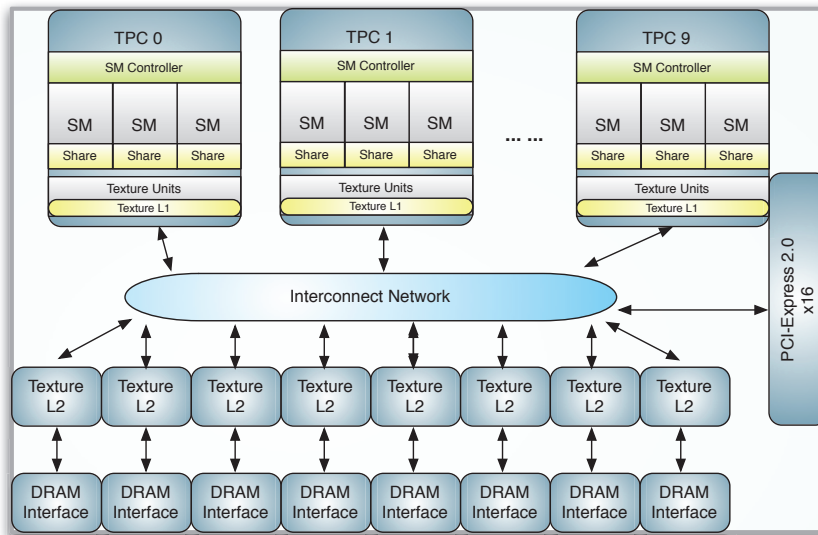 TPC 0 TPC 1 TPC 9
SM Controller SM Controller SM Controller
SM SM SM SM SM SM SM SM SM
... ...
Share Share Share Share Share Share Share Share Share
Texture Units Texture Units Texture Units
Texture L1 Texture L1 Texture L1
PCI-Express 2.0
x16
Interconnect Network
Texture Texture Texture Texture Texture Texture Texture Texture
L2 L2 L2 L2 L2 L2 L2 L2
DRAM DRAM DRAM DRAM DRAM DRAM DRAM DRAM
Interface Interface Interface Interface Interface Interface Interface Interface